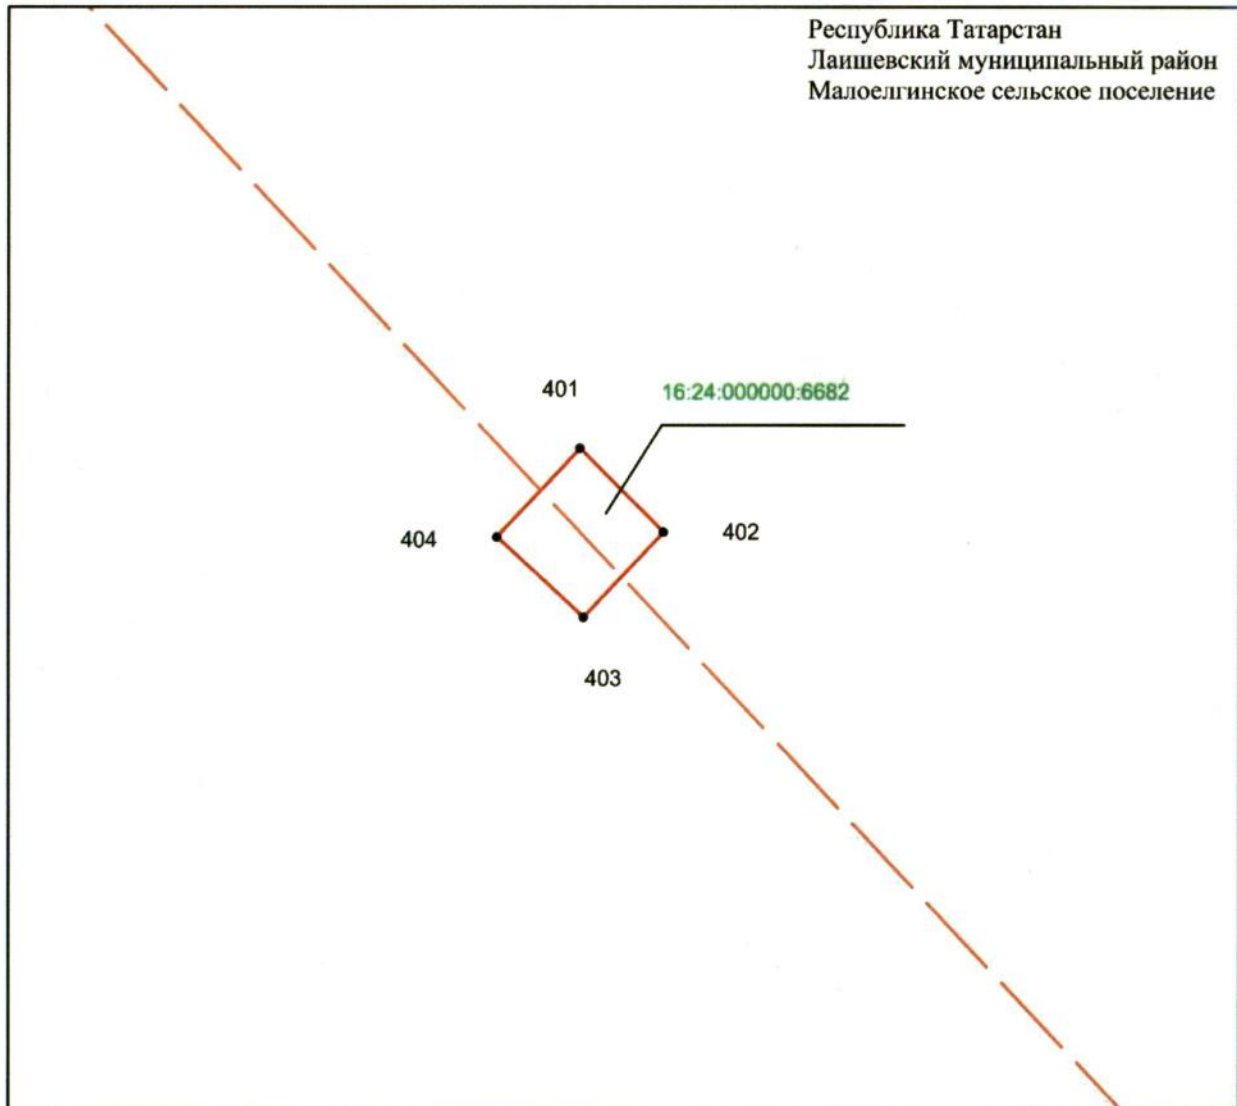 Республика Татарстан
Лаишевский муниципальный район
Малоелгинское сельское поселение
401
16:24:000000:6682
404
402
403